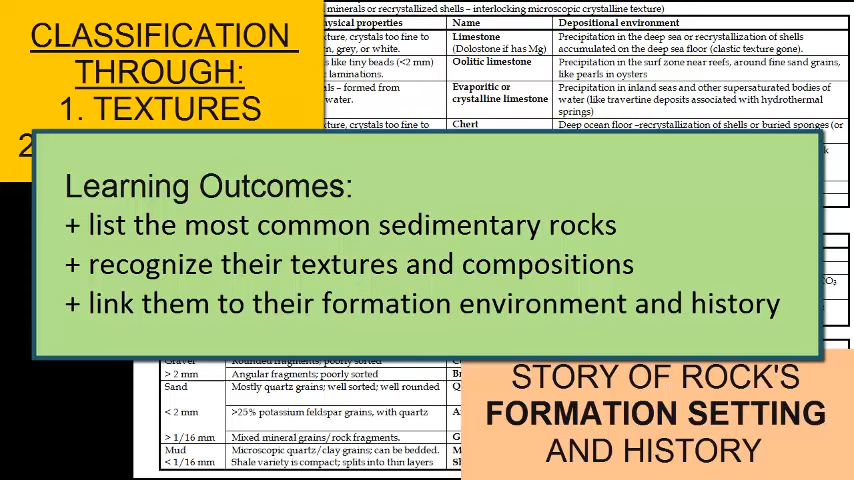 CLASSIFICATION
THROUGH:
1. TEXTURES
2
minerals or recrystallized shells – interlocking microscopic crystalline texture)
physical properties Name Depositional environment
crystals too fine to Limestone Precipitation in the deep sea or recrystallization of shells
grey, or white. (Dolostone if has Mg) accumulated on the deep sea floor (clastic texture gone).
like tiny beads (<2 mm) Oolitic limestone Precipitation in the surf zone near reefs, around fine sand grains,
laminations. like pearls in oysters
– formed from Evaporitic or Precipitation in inland seas and other supersaturated bodies of
water. crystalline limestone water (like travertine deposits associated with hydrothermal
springs)
crystals too fine to Chert Deep ocean floor –recrystallization of shells or buried sponges (or
Learning Outcomes:
+ list the most common sedimentary rocks
+ recognize their textures and compositions
+ link them to their formation environment and history
Gravel Rounded fragments; poorly sorted
> 2 mm Angular fragments; poorly sorted
Sand Mostly quartz grains; well sorted; well rounded
< 2 mm >25% potassium feldspar grains, with quartz
> 1/16 mm Mixed mineral grains/rock fragments. G
Mud Microscopic quartz/clay grains; can be bedded. M
< 1/16 mm Shale variety is compact; splits into thin layers
STORY OF ROCK'S
FORMATION SETTING
AND HISTORY